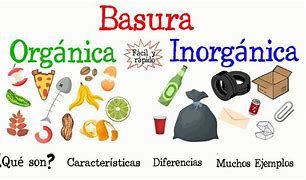 Basura
Orgánica
Fácil y rápido
Inorgánica
¿Qué son?
Características
Diferencias
Muchos Ejemplos